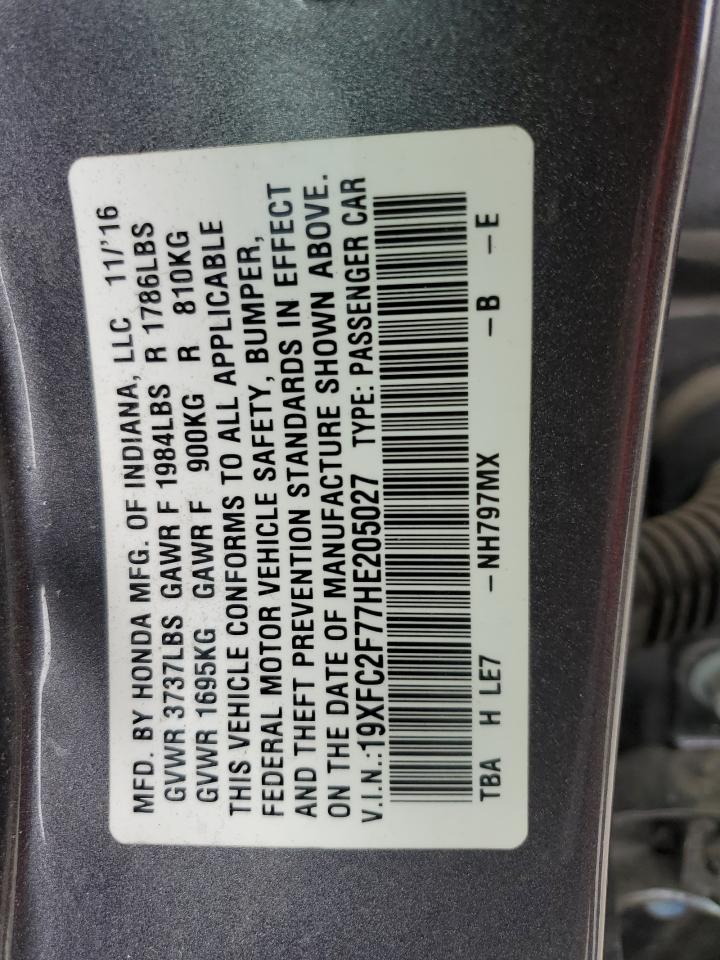 MFD. BY HONDA MFG. OF INDIANA, LLC 11/'16
GVWR 3737LBS GAWR F 1984LBS R 1786LBS
GVWR 1695KG GAWR F 900KG R 810KG
THIS VEHICLE CONFORMS TO ALL APPLICABLE
FEDERAL MOTOR VEHICLE SAFETY, BUMPER,
AND THEFT PREVENTION STANDARDS IN EFFECT
ON THE DATE OF MANUFACTURE SHOWN ABOVE.
V.I.N.:19XFC2F77HE205027 TYPE: PASSENGER CAR
TBA H LE7 -NH797MX -B -E